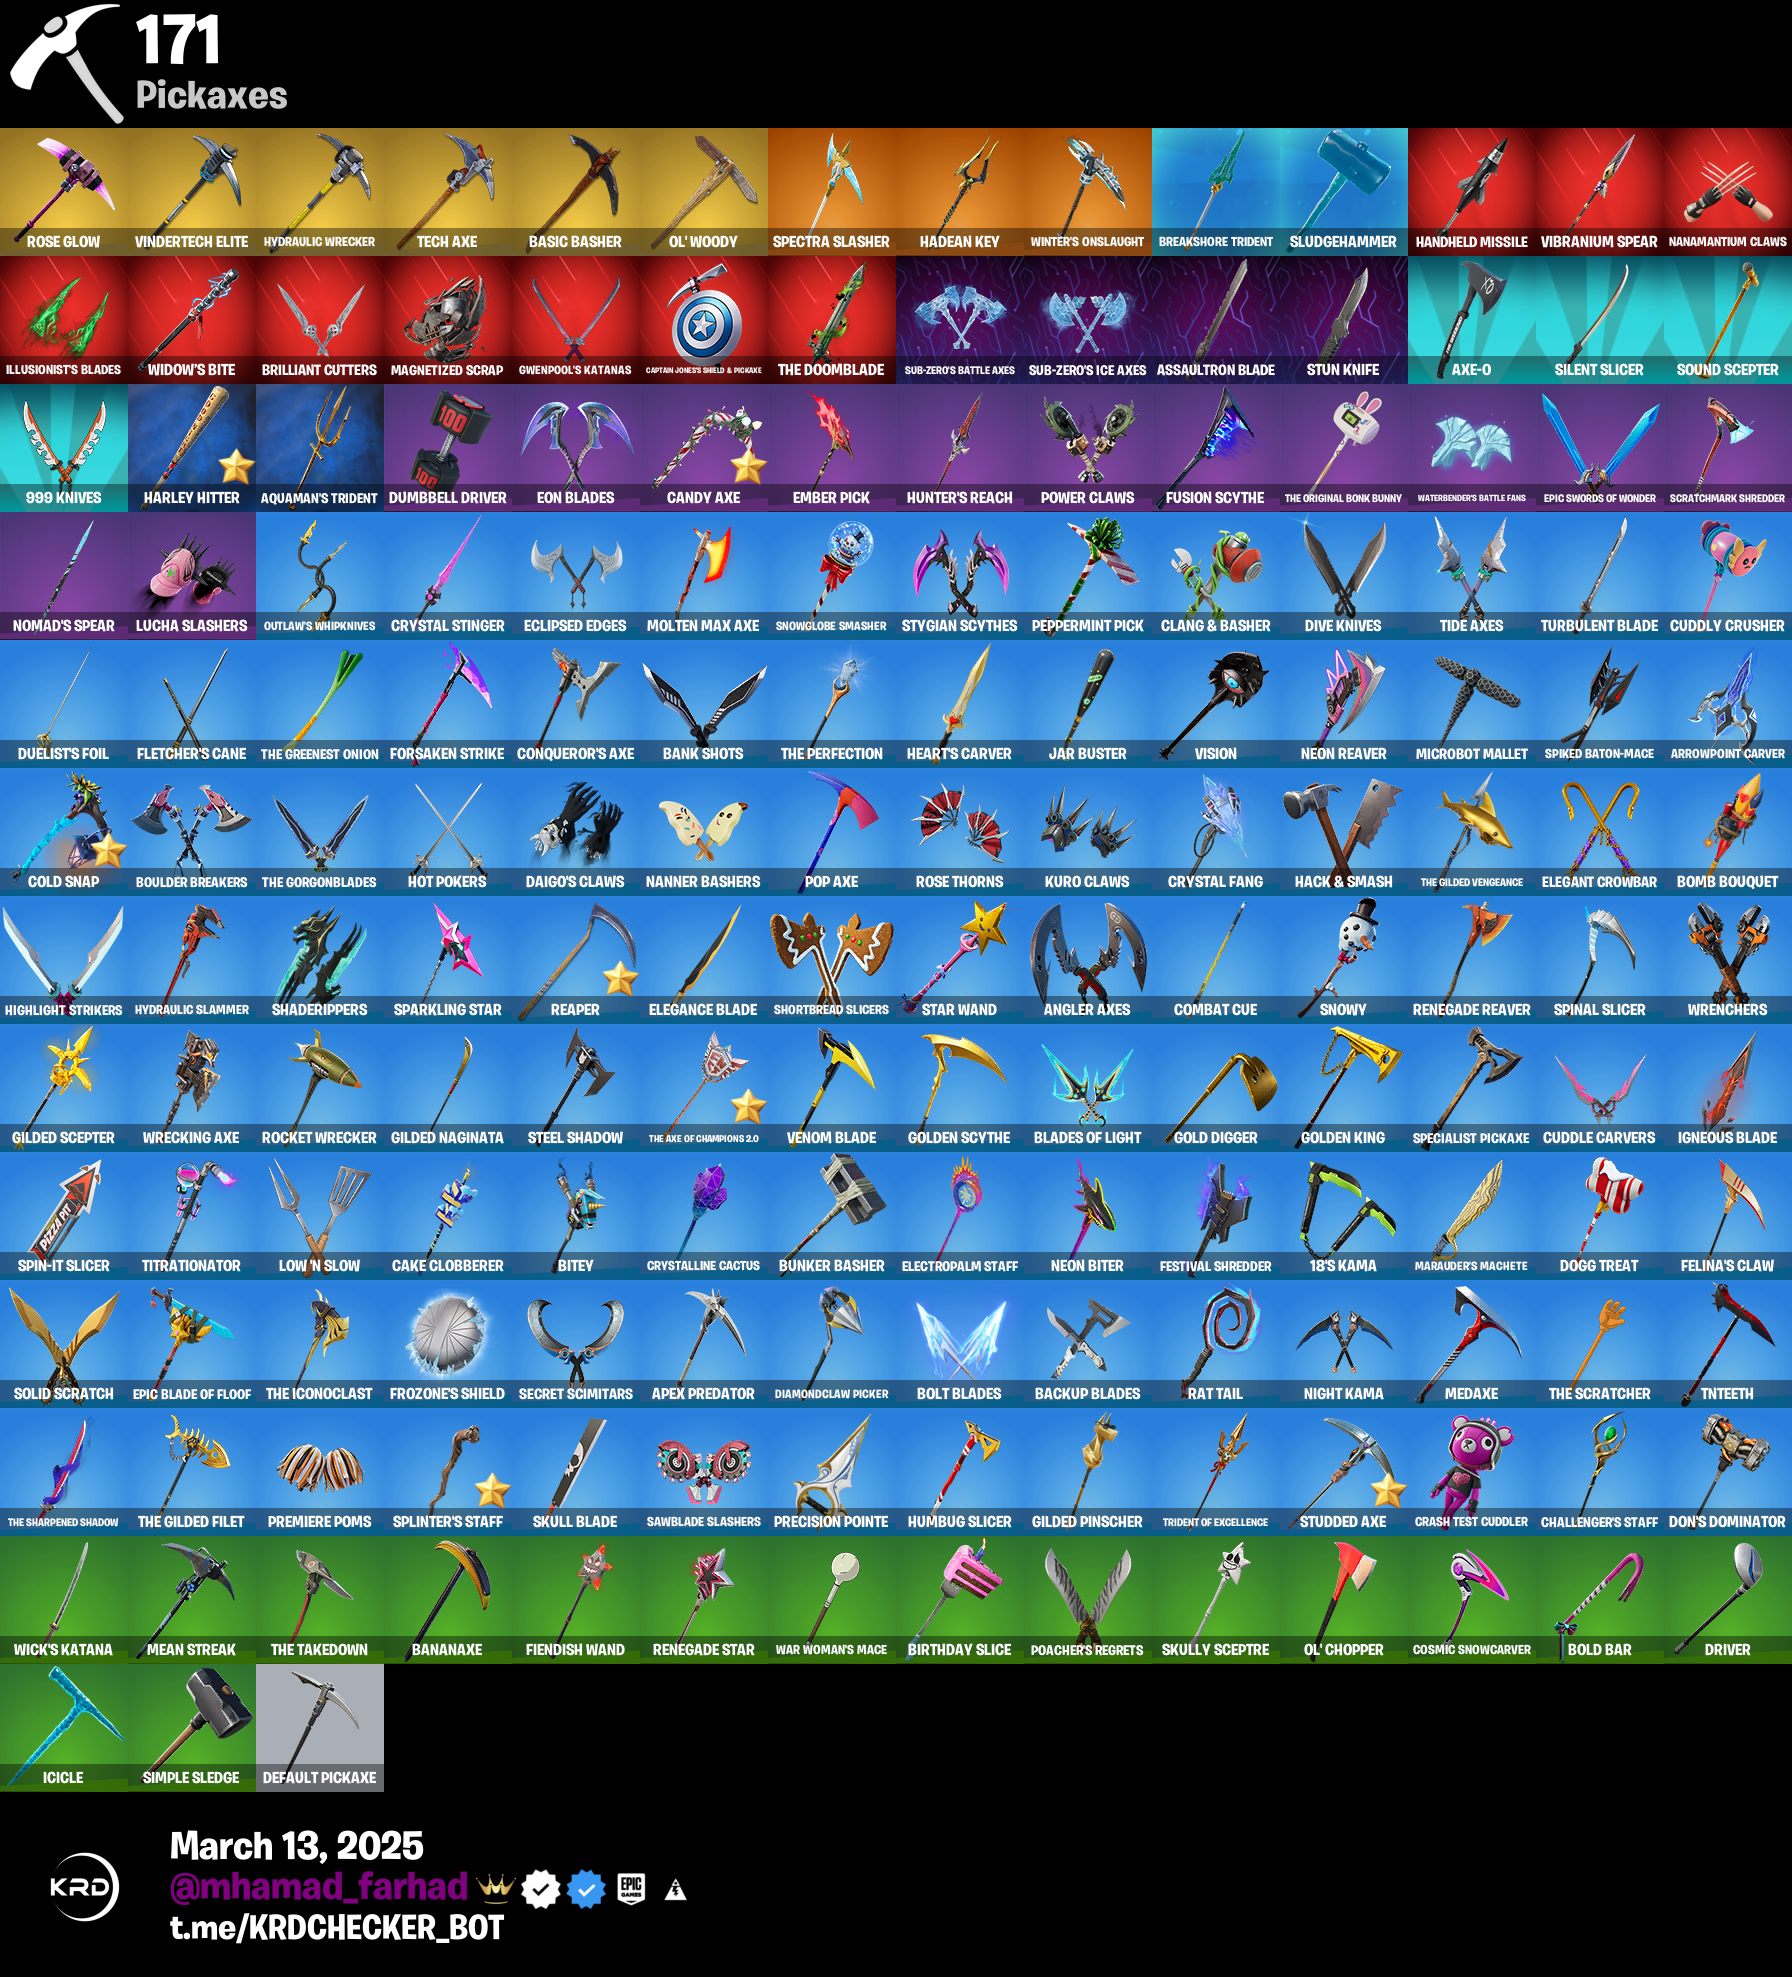 171
Pickaxes
ROSE GLOW VINDERTECH ELITE HYDRAULIC WRECKER TECH AXE BASIC BASHER OL' WOODY SPECTRA SLASHER HADEAN KEY WINTER'S ONSLAUGHT BREAKSHORE TRIDENT SLUDGEHAMMER HANDHELD MISSILE VIBRANIUM SPEAR NANAMANTIUM CLAWS
ILLUSIONIST'S BLADES WIDOW'S BITE BRILLIANT CUTTERS MAGNETIZED SCRAP GWENPOOL'S KATANAS CAPTAIN JONES'S SHIELD & PICKAXE THE DOOMBLADE SUB-ZERO'S BATTLE AXES SUB-ZERO'S ICE AXES ASSAULTRON BLADE STUN KNIFE AXE-O SILENT SLICER SOUND SCEPTER
999 KNIVES HARLEY HITTER AQUAMAN'S TRIDENT 100 100 DUMBBELL DRIVER EON BLADES CANDY AXE EMBER PICK HUNTER'S REACH POWER CLAWS FUSION SCYTHE THE ORIGINAL BONK BUNNY WATERBENDER'S BATTLE FANS EPIC SWORDS OF WONDER SCRATCHMARK SHREDDER
NOMAD'S SPEAR LUCHA SLASHERS OUTLAW'S WHIPKNIVES CRYSTAL STINGER ECLIPSED EDGES MOLTEN MAX AXE SNOWGLOBE SMASHER STYGIAN SCYTHES PEPPERMINT PICK CLANG & BASHER DIVE KNIVES TIDE AXES TURBULENT BLADE CUDDLY CRUSHER
DUELIST'S FOIL FLETCHER'S CANE THE GREENEST ONION FORSAKEN STRIKE CONQUEROR'S AXE BANK SHOTS THE PERFECTION HEART'S CARVER JAR BUSTER VISION NEON REAVER MICROBOT MALLET SPIKED BATON-MACE ARROWPOINT CARVER
COLD SNAP BOULDER BREAKERS THE GORGONBLADES HOT POKERS DAIGO'S CLAWS NANNER BASHERS POP AXE ROSE THORNS KURO CLAWS CRYSTAL FANG HACK & SMASH THE GILDED VENGEANCE ELEGANT CROWBAR BOMB BOUQUET
HIGHLIGHT STRIKERS HYDRAULIC SLAMMER SHADERIPPERS SPARKLING STAR REAPER ELEGANCE BLADE SHORTBREAD SLICERS STAR WAND ANGLER AXES COMBAT CUE SNOWY RENEGADE REAVER SPINAL SLICER WRENCHERS
GILDED SCEPTER WRECKING AXE ROCKET WRECKER GILDED NAGINATA STEEL SHADOW THE AXE OF CHAMPIONS 2.0 VENOM BLADE GOLDEN SCYTHE BLADES OF LIGHT GOLD DIGGER GOLDEN KING SPECIALIST PICKAXE CUDDLE CARVERS IGNEOUS BLADE
PIZZA PIT SPIN-IT SLICER TITRATIONATOR LOW 'N SLOW CAKE CLOBBERER BITEY CRYSTALLINE CACTUS BUNKER BASHER ELECTROPALM STAFF NEON BITER FESTIVAL SHREDDER 18'S KAMA MARAUDER'S MACHETE DOGG TREAT FELINA'S CLAW
SOLID SCRATCH EPIC BLADE OF FLOOF THE ICONOCLAST FROZONE'S SHIELD SECRET SCIMITARS APEX PREDATOR DIAMONDCLAW PICKER BOLT BLADES BACKUP BLADES RAT TAIL NIGHT KAMA MEDAXE THE SCRATCHER TNTEETH
THE SHARPENED SHADOW THE GILDED FILET PREMIERE POMS SPLINTER'S STAFF SKULL BLADE SAWBLADE SLASHERS PRECISION POINTE HUMBUG SLICER GILDED PINSCHER TRIDENT OF EXCELLENCE STUDDED AXE CRASH TEST CUDDLER CHALLENGER'S STAFF DON'S DOMINATOR
WICK'S KATANA MEAN STREAK THE TAKEDOWN BANANAXE FIENDISH WAND RENEGADE STAR WAR WOMAN'S MACE BIRTHDAY SLICE POACHER'S REGRETS SKULLY SCEPTRE OL' CHOPPER COSMIC SNOWCARVER BOLD BAR DRIVER
ICICLE SIMPLE SLEDGE DEFAULT PICKAXE
March 13, 2025
KRD @mhamad_farhad EPIC GAMES
t.me/KRDCHECKER_BOT